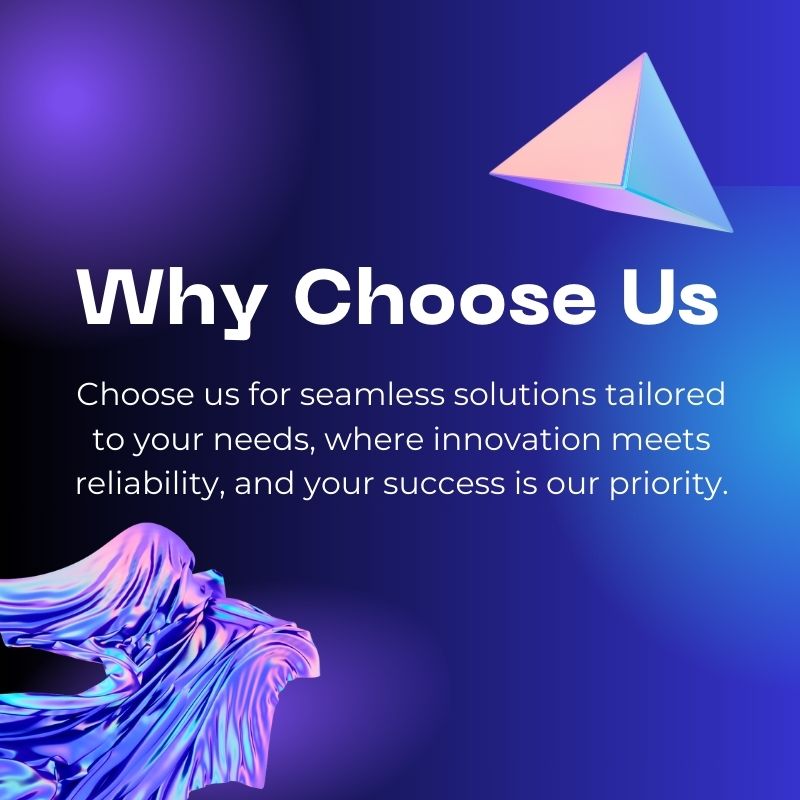 Why Choose Us
Choose us for seamless solutions tailored
to your needs, where innovation meets
reliability, and your success is our priority.